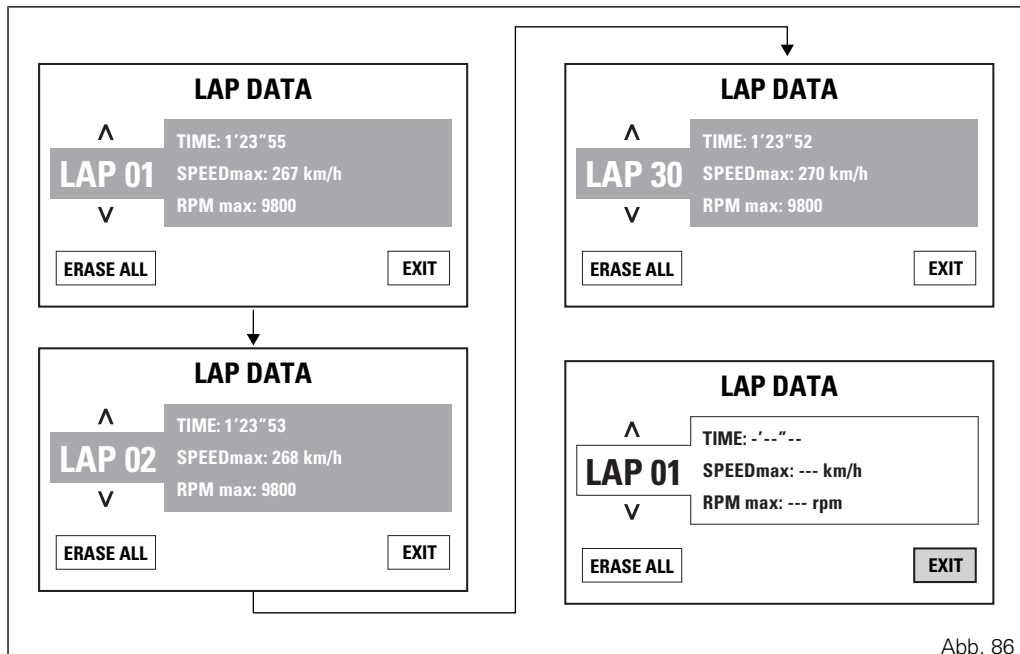 LAP DATA
∧
LAP 01
∨
TIME: 1'23"55
SPEEDmax: 267 km/h
RPM max: 9800
ERASE ALL
EXIT
LAP DATA
∧
LAP 02
∨
TIME: 1'23"53
SPEEDmax: 268 km/h
RPM max: 9800
ERASE ALL
EXIT
LAP DATA
∧
LAP 30
∨
TIME: 1'23"52
SPEEDmax: 270 km/h
RPM max: 9800
ERASE ALL
EXIT
LAP DATA
∧
LAP 01
∨
TIME: -'--"--
SPEEDmax: --- km/h
RPM max: --- rpm
ERASE ALL
EXIT
Abb. 86